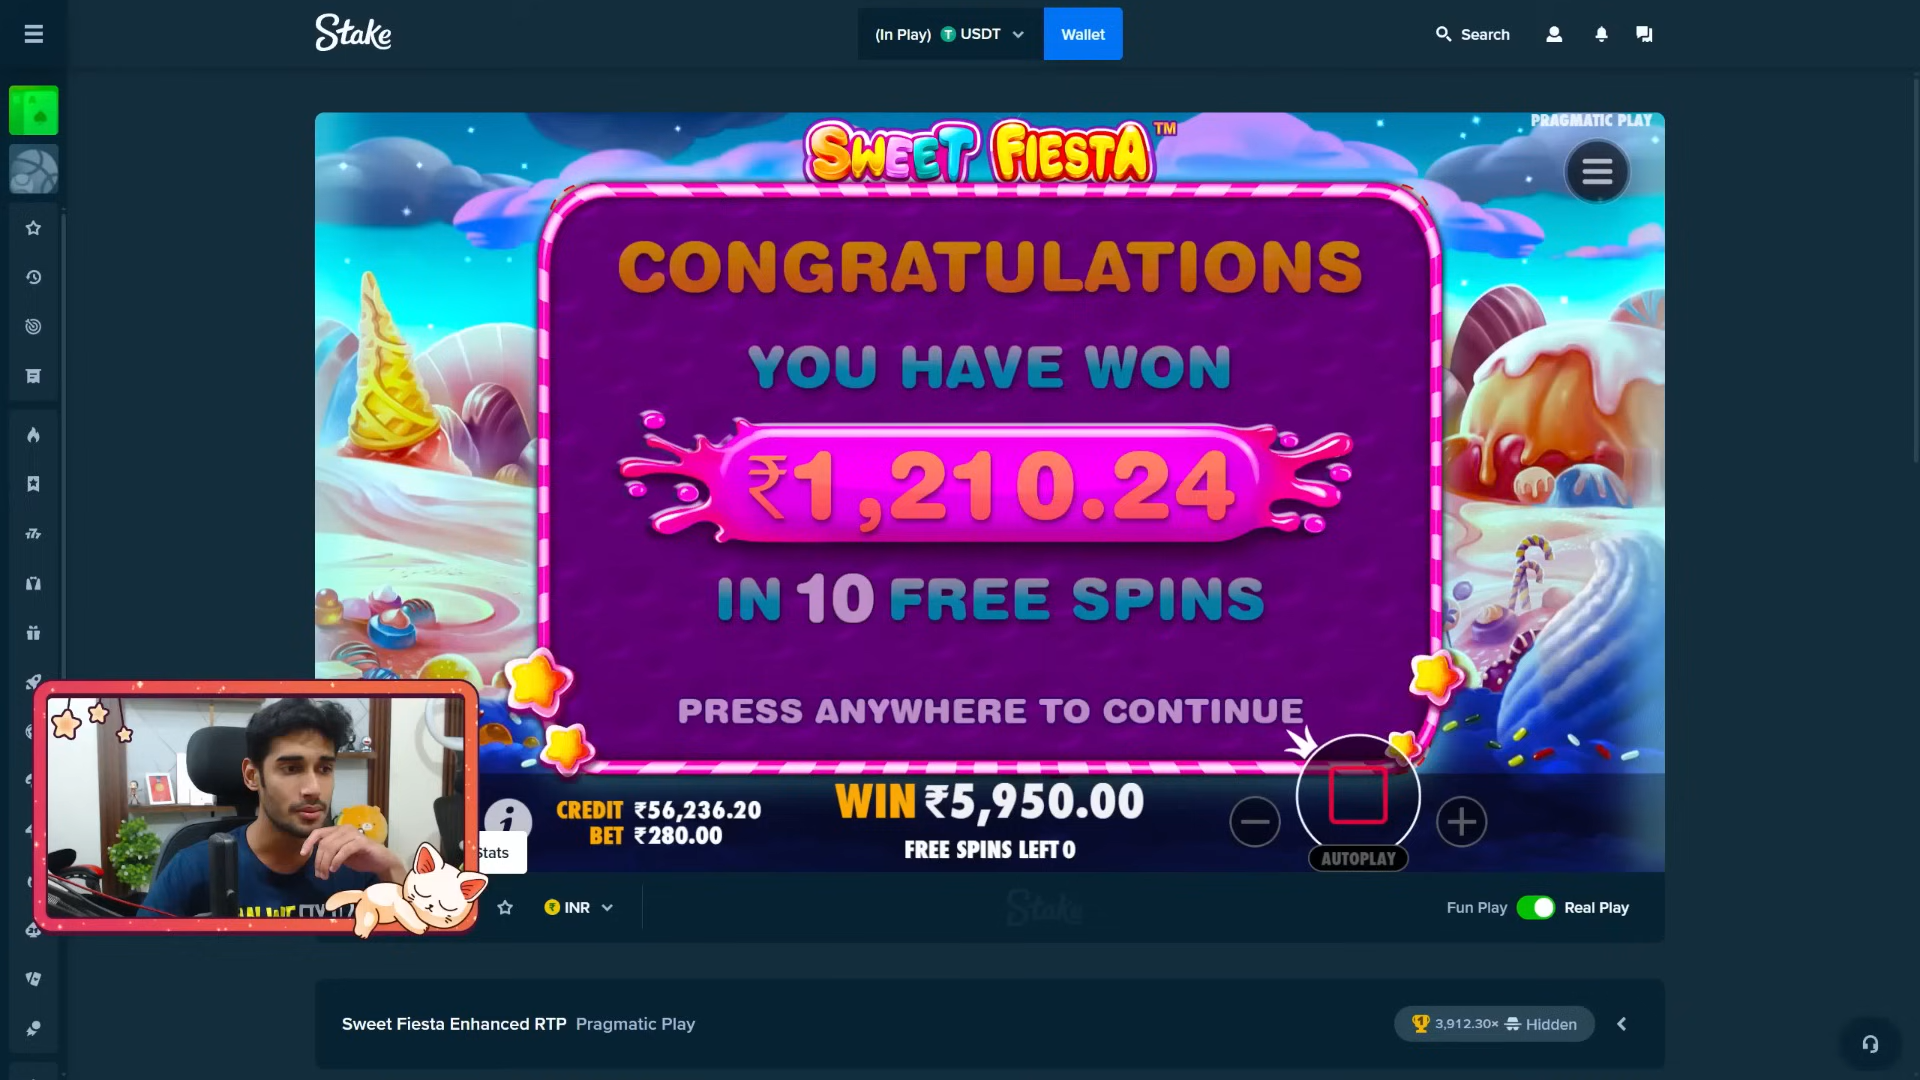 Stake
(In Play) USDT
Wallet
Search
PRAGMATIC PLAY
SWEET FIESTA™
CONGRATULATIONS
YOU HAVE WON
₹1,210.24
IN 10 FREE SPINS
PRESS ANYWHERE TO CONTINUE
CREDIT ₹56,236.20
BET ₹280.00
WIN ₹5,950.00
FREE SPINS LEFT 0
AUTOPLAY
Stats
INR
Stake
Fun Play
Real Play
Sweet Fiesta Enhanced RTP Pragmatic Play
3,912.30× Hidden